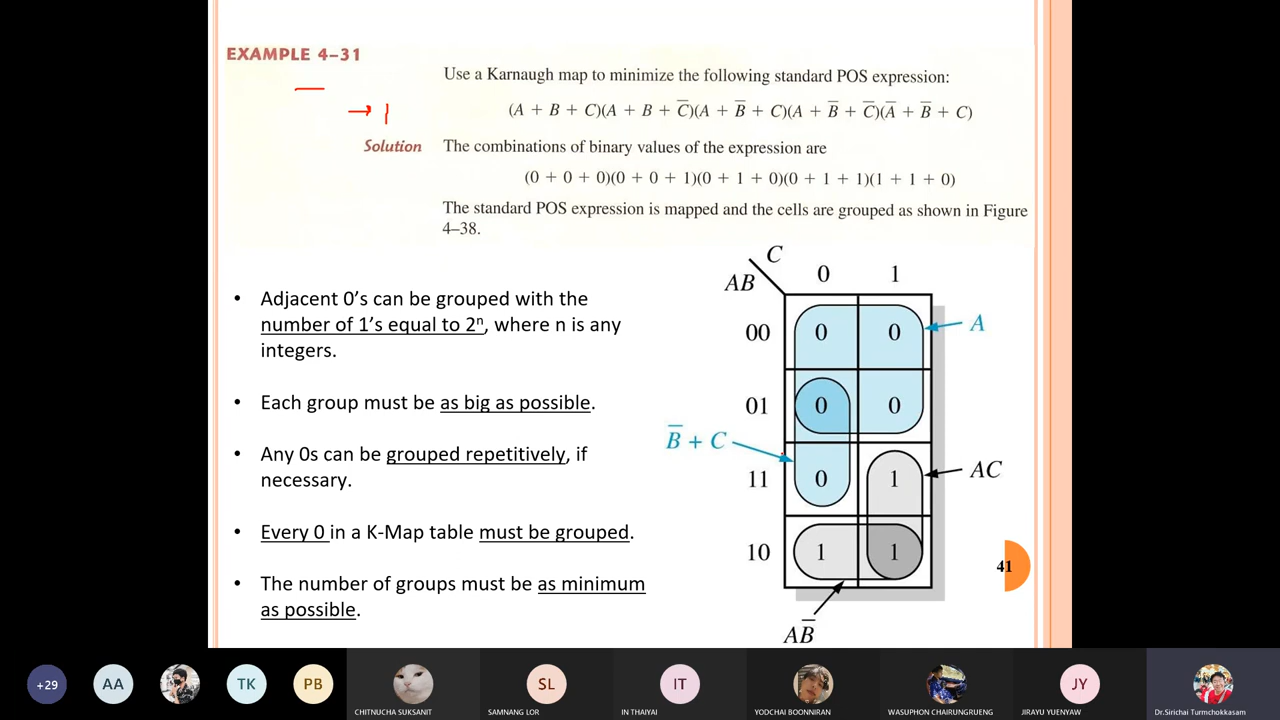 EXAMPLE 4–31
Use a Karnaugh map to minimize the following standard POS expression:
→ 1
(A + B + C)(A + B + C̅)(A + B̅ + C)(A + B̅ + C̅)(A̅ + B̅ + C)
Solution The combinations of binary values of the expression are
(0 + 0 + 0)(0 + 0 + 1)(0 + 1 + 0)(0 + 1 + 1)(1 + 1 + 0)
The standard POS expression is mapped and the cells are grouped as shown in Figure
4–38.
• Adjacent 0's can be grouped with the
number of 1's equal to 2ⁿ, where n is any
integers.
• Each group must be as big as possible.
• Any 0s can be grouped repetitively, if
necessary.
• Every 0 in a K-Map table must be grouped.
• The number of groups must be as minimum
as possible.
C
AB
0 1
00 0 0 A
01 0 0
B̅ + C
11 0 1 AC
10 1 1
AB̅
41
+29 AA TK PB SL IT JY
CHITNUCHA SUKSANIT SAMNANG LOR IN THAIYAI YODCHAI BOONNIRAN WASUPHON CHAIRUNGRUENG JIRAYU YUENYAW Dr.Sirichai Turmchokkasam